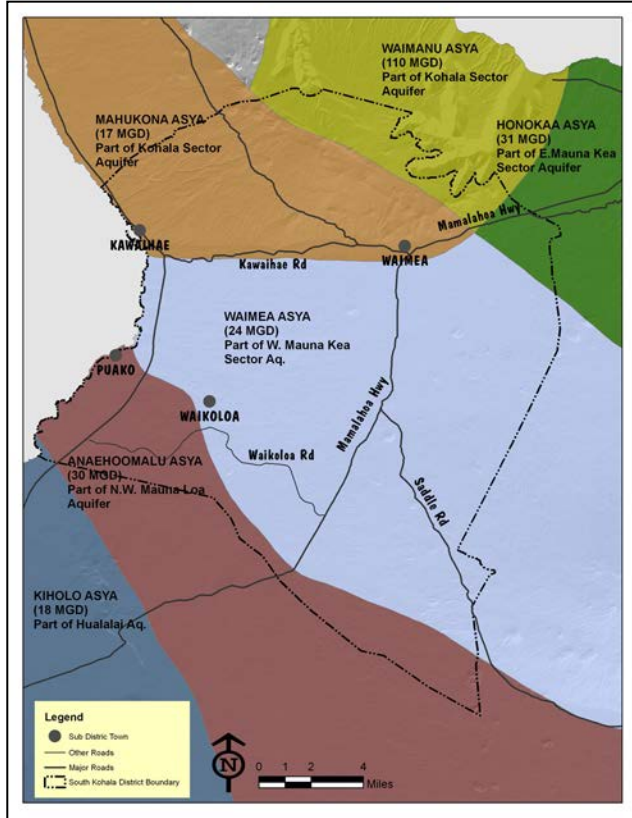 WAIMANU ASYA
(110 MGD)
Part of Kohala Sector
Aquifer
MAHUKONA ASYA
(17 MGD)
Part of Kohala Sector
Aquifer
HONOKAA ASYA
(31 MGD)
Part of E.Mauna Kea
Sector Aquifer
Mamalahoa Hwy
KAWAIHAE
WAIMEA
Kawaihae Rd
WAIMEA ASYA
(24 MGD)
Part of W. Mauna Kea
Sector Aq.
PUAKO
WAIKOLOA
Mamalahoa Hwy
Waikoloa Rd
Saddle Rd
ANAEHOOMALU ASYA
(30 MGD)
Part of N.W. Mauna Loa
Aquifer
KIHOLO ASYA
(18 MGD)
Part of Hualalai Aq.
Legend
Sub Distric Town
Other Roads
Major Roads
South Kohala District Boundary
N
0 1 2 4
Miles